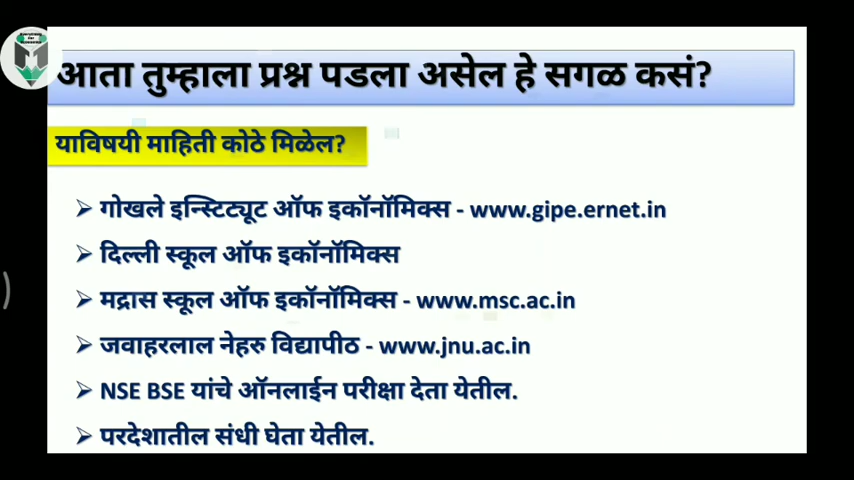 आता तुम्हाला प्रश्न पडला असेल हे सगळ कसं?
याविषयी माहिती कोठे मिळेल?
➢ गोखले इन्स्टिट्यूट ऑफ इकॉनॉमिक्स - www.gipe.ernet.in
➢ दिल्ली स्कूल ऑफ इकॉनॉमिक्स
➢ मद्रास स्कूल ऑफ इकॉनॉमिक्स - www.msc.ac.in
➢ जवाहरलाल नेहरु विद्यापीठ - www.jnu.ac.in
➢ NSE BSE यांचे ऑनलाईन परीक्षा देता येतील.
➢ परदेशातील संधी घेता येतील.